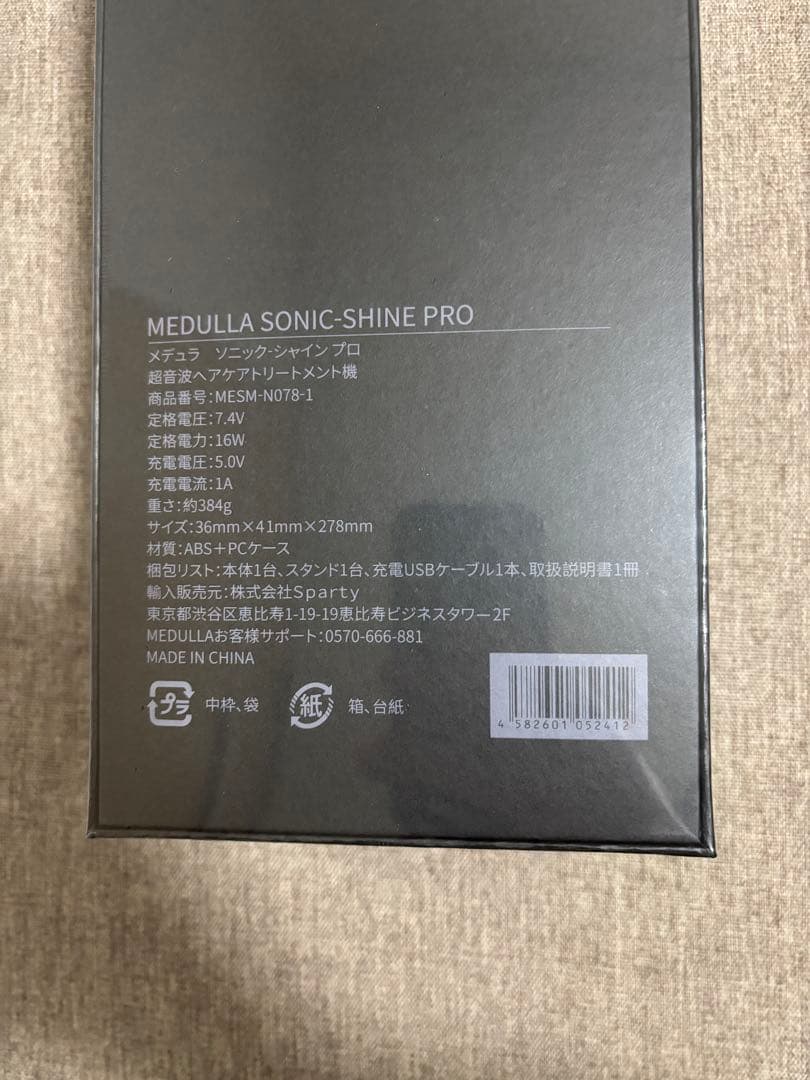 MEDULLA SONIC-SHINE PRO
メデュラ ソニック-シャイン プロ
超音波ヘアケアトリートメント機
商品番号:MESM-N078-1
定格電圧:7.4V
定格電力:16W
充電電圧:5.0V
充電電流:1A
重さ:約384g
サイズ:36mm×41mm×278mm
材質:ABS+PCケース
梱包リスト:本体1台、スタンド1台、充電USBケーブル1本、取扱説明書1冊
輸入販売元:株式会社Sparty
東京都渋谷区恵比寿1-19-19恵比寿ビジネスタワー2F
MEDULLAお客様サポート:0570-666-881
MADE IN CHINA
プラ 中枠、袋 紙 箱、台紙
4 582601 052412